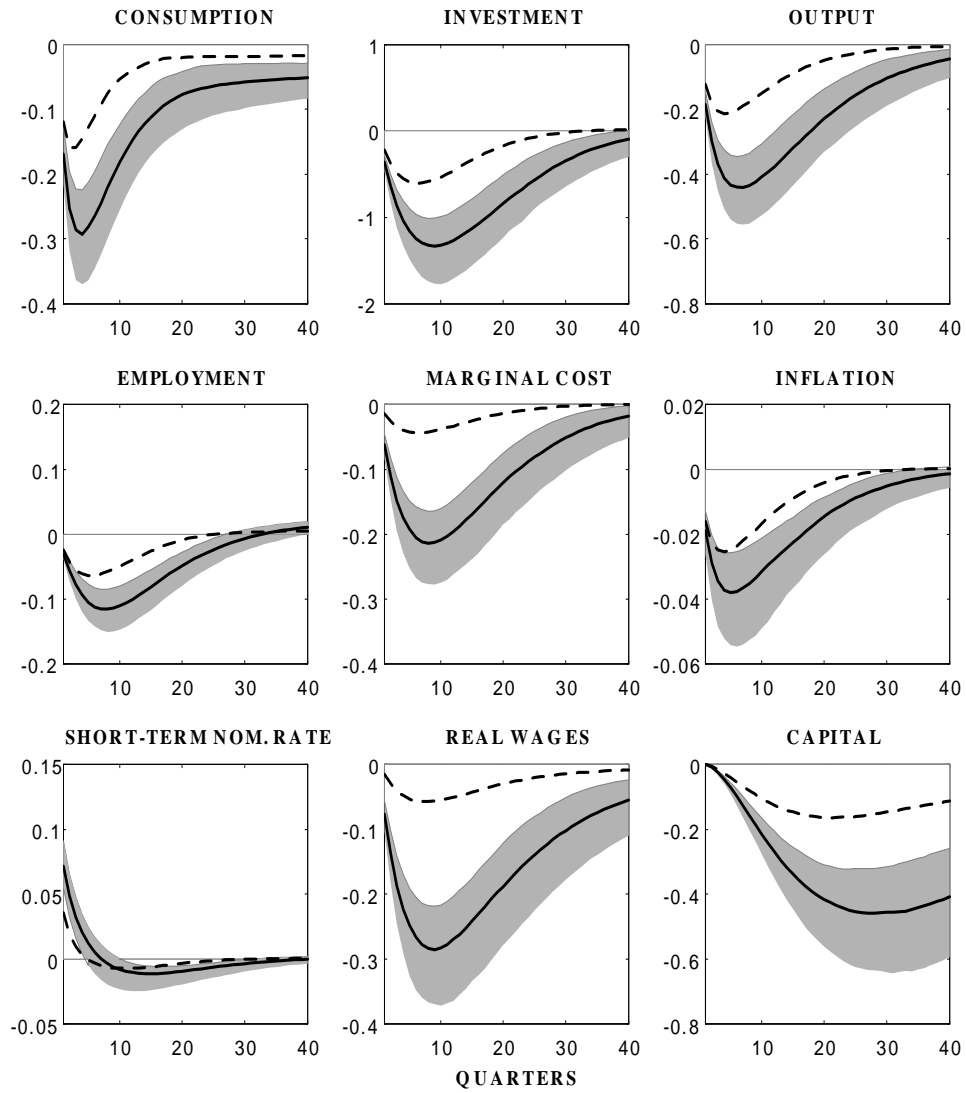 CONSUMPTION
INVESTMENT
OUTPUT
0
-0.1
-0.2
-0.3
-0.4
10 20 30 40
1
0
-1
-2
10 20 30 40
0
-0.2
-0.4
-0.6
-0.8
10 20 30 40
EMPLOYMENT
MARGINAL COST
INFLATION
0.2
0.1
0
-0.1
-0.2
10 20 30 40
0
-0.1
-0.2
-0.3
-0.4
10 20 30 40
0.02
0
-0.02
-0.04
-0.06
10 20 30 40
SHORT-TERM NOM. RATE
REAL WAGES
CAPITAL
0.15
0.1
0.05
0
-0.05
10 20 30 40
0
-0.1
-0.2
-0.3
-0.4
10 20 30 40
0
-0.2
-0.4
-0.6
-0.8
10 20 30 40
QUARTERS